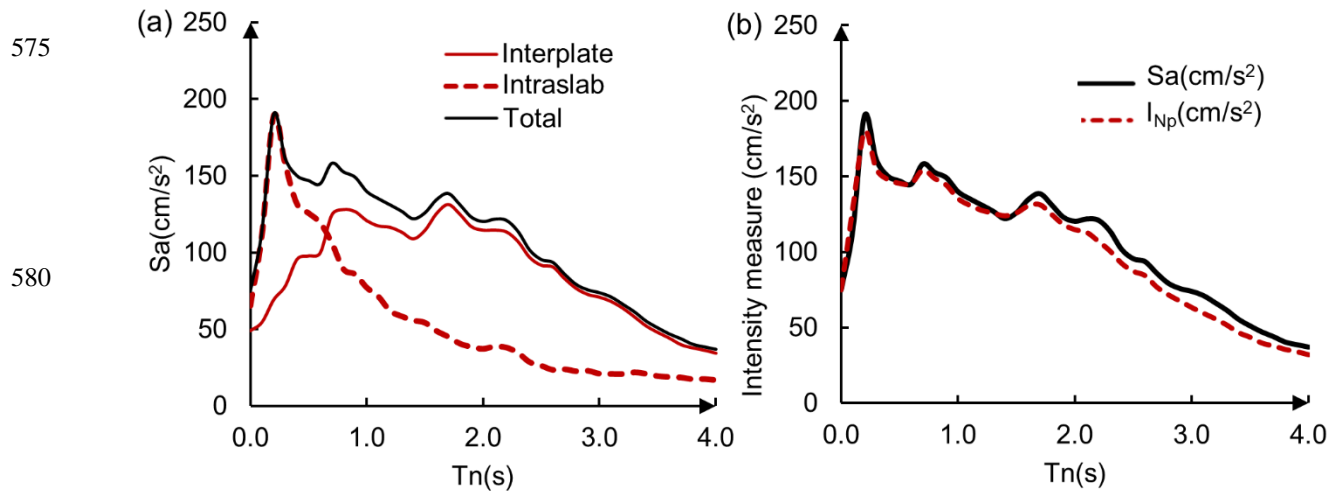 575
580
(a)
250
200
150
100
50
0
Sa(cm/s²)
Interplate
Intraslab
Total
0.0 1.0 2.0 3.0 4.0
Tn(s)
(b)
250
200
150
100
50
0
Intensity measure (cm/s²)
Sa(cm/s²)
I_Np(cm/s²)
0.0 1.0 2.0 3.0 4.0
Tn(s)